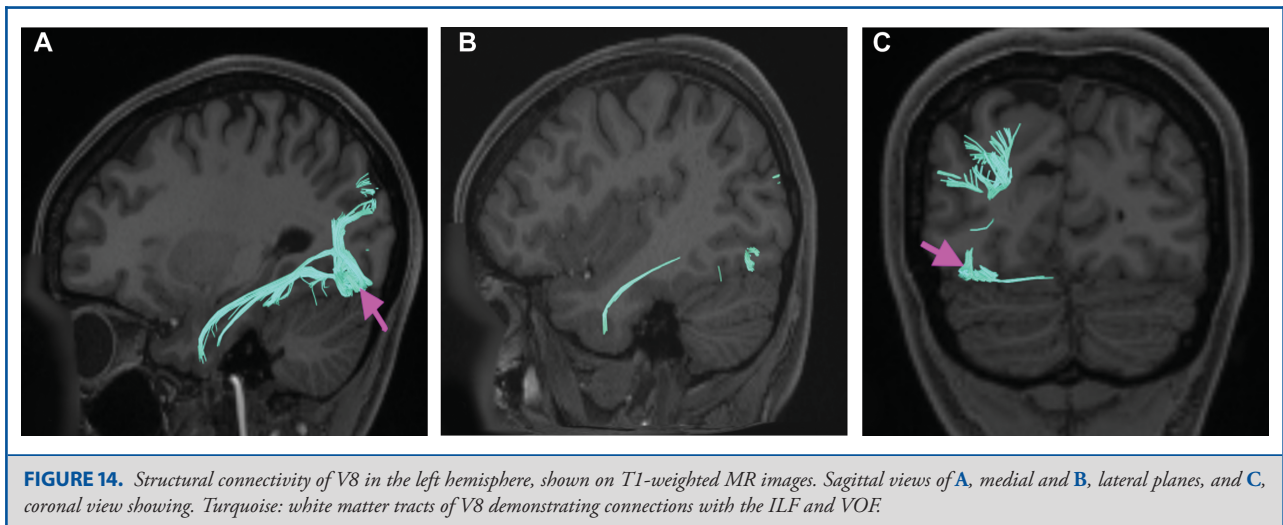 A B C
FIGURE 14. Structural connectivity of V8 in the left hemisphere, shown on T1-weighted MR images. Sagittal views of A, medial and B, lateral planes, and C,
coronal view showing. Turquoise: white matter tracts of V8 demonstrating connections with the ILF and VOF.